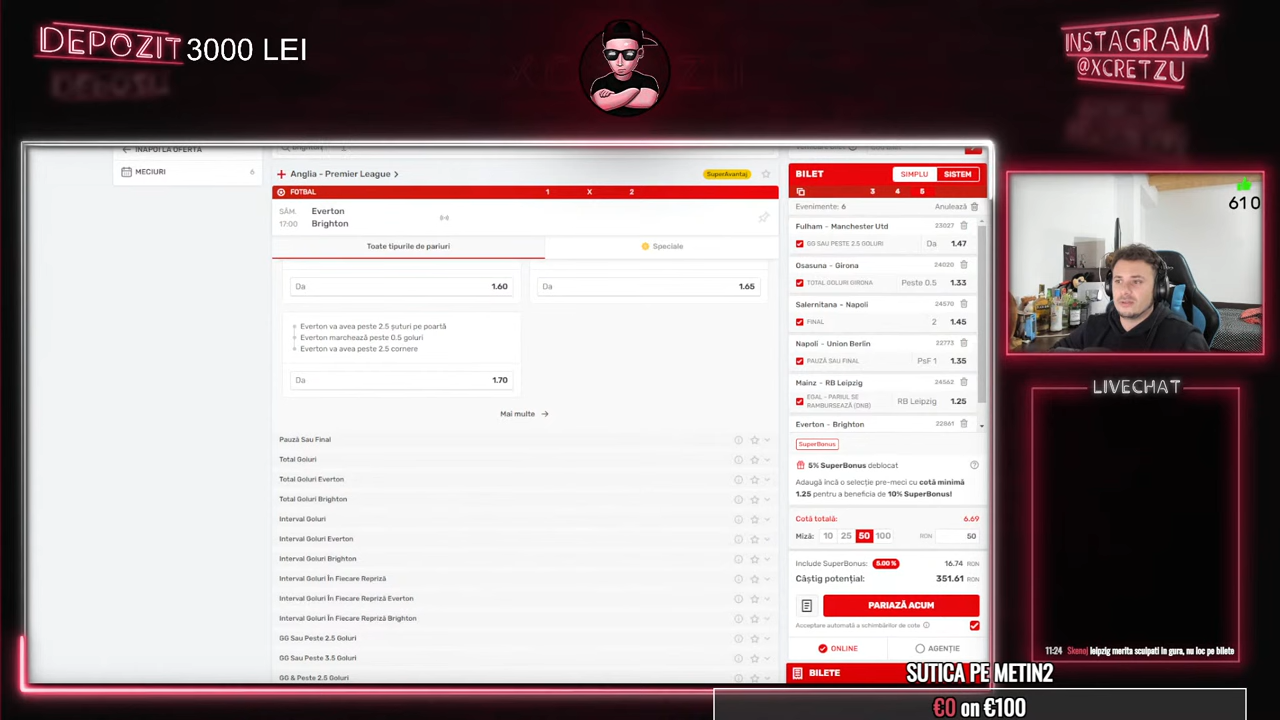 DEPOZIT 3000 LEI
INSTAGRAM
@XCRETZU
610
ÎNAPOI LA OFERTĂ
MECIURI 6
Anglia - Premier League
SuperAvantaj
FOTBAL 1 X 2
SÂM. 17:00
Everton
Brighton
Toate tipurile de pariuri
Speciale
Da 1.60
Da 1.65
Everton va avea peste 2.5 șuturi pe poartă
Everton marchează peste 0.5 goluri
Everton va avea peste 2.5 cornere
Da 1.70
Mai multe
Pauză Sau Final
Total Goluri
Total Goluri Everton
Total Goluri Brighton
Interval Goluri
Interval Goluri Everton
Interval Goluri Brighton
Interval Goluri În Fiecare Repriză
Interval Goluri În Fiecare Repriză Everton
Interval Goluri În Fiecare Repriză Brighton
GG Sau Peste 2.5 Goluri
GG Sau Peste 3.5 Goluri
GG & Peste 2.5 Goluri
BILET SIMPLU SISTEM
3 4 5
Evenimente: 6 Anulează
Fulham - Manchester Utd 23027
GG SAU PESTE 2.5 GOLURI Da 1.47
Osasuna - Girona 24020
TOTAL GOLURI GIRONA Peste 0.5 1.33
Salernitana - Napoli 24570
FINAL 2 1.45
Napoli - Union Berlin 22773
PAUZĂ SAU FINAL PsF 1 1.35
Mainz - RB Leipzig 24562
EGAL - PARIUL SE
RAMBURSEAZĂ (DNB) RB Leipzig 1.25
Everton - Brighton 22861
SuperBonus
5% SuperBonus deblocat
Adaugă încă o selecție pre-meci cu cotă minimă
1.25 pentru a beneficia de 10% SuperBonus!
Cotă totală: 6.69
Miză: 10 25 50 100 RON 50
Include SuperBonus: 5.00 % 16.74 RON
Câștig potențial: 351.61 RON
PARIAZĂ ACUM
Acceptare automată a schimbărilor de cote
ONLINE AGENȚIE
BILETE
LIVECHAT
11:24 Skenoj leipzig merita sculpati in gura, nu loc pe bilete
SUTICA PE METIN2
€0 on €100